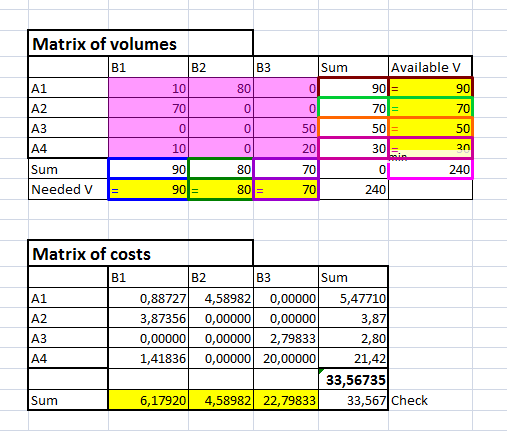 Matrix of volumes
B1 B2 B3 Sum Available V
A1 10 80 0 90 = 90
A2 70 0 0 70 = 70
A3 0 0 50 50 = 50
A4 10 0 20 30 = 30
min
Sum 90 80 70 0 240
Needed V = 90 = 80 = 70 240
Matrix of costs
B1 B2 B3 Sum
A1 0,88727 4,58982 0,00000 5,47710
A2 3,87356 0,00000 0,00000 3,87
A3 0,00000 0,00000 2,79833 2,80
A4 1,41836 0,00000 20,00000 21,42
33,56735
Sum 6,17920 4,58982 22,79833 33,567 Check